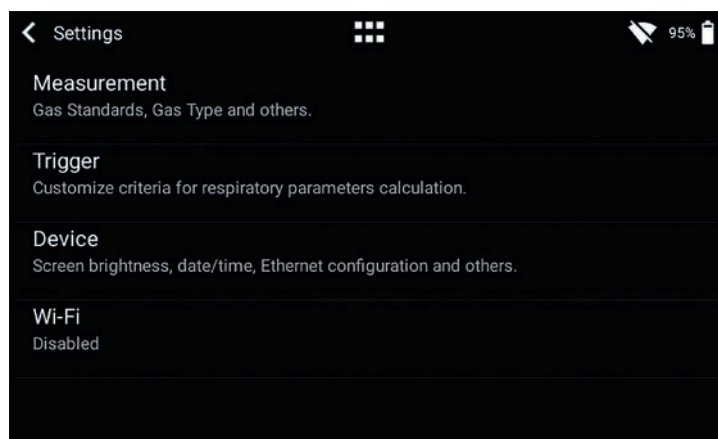 Settings
95%
Measurement
Gas Standards, Gas Type and others.
Trigger
Customize criteria for respiratory parameters calculation.
Device
Screen brightness, date/time, Ethernet configuration and others.
Wi-Fi
Disabled